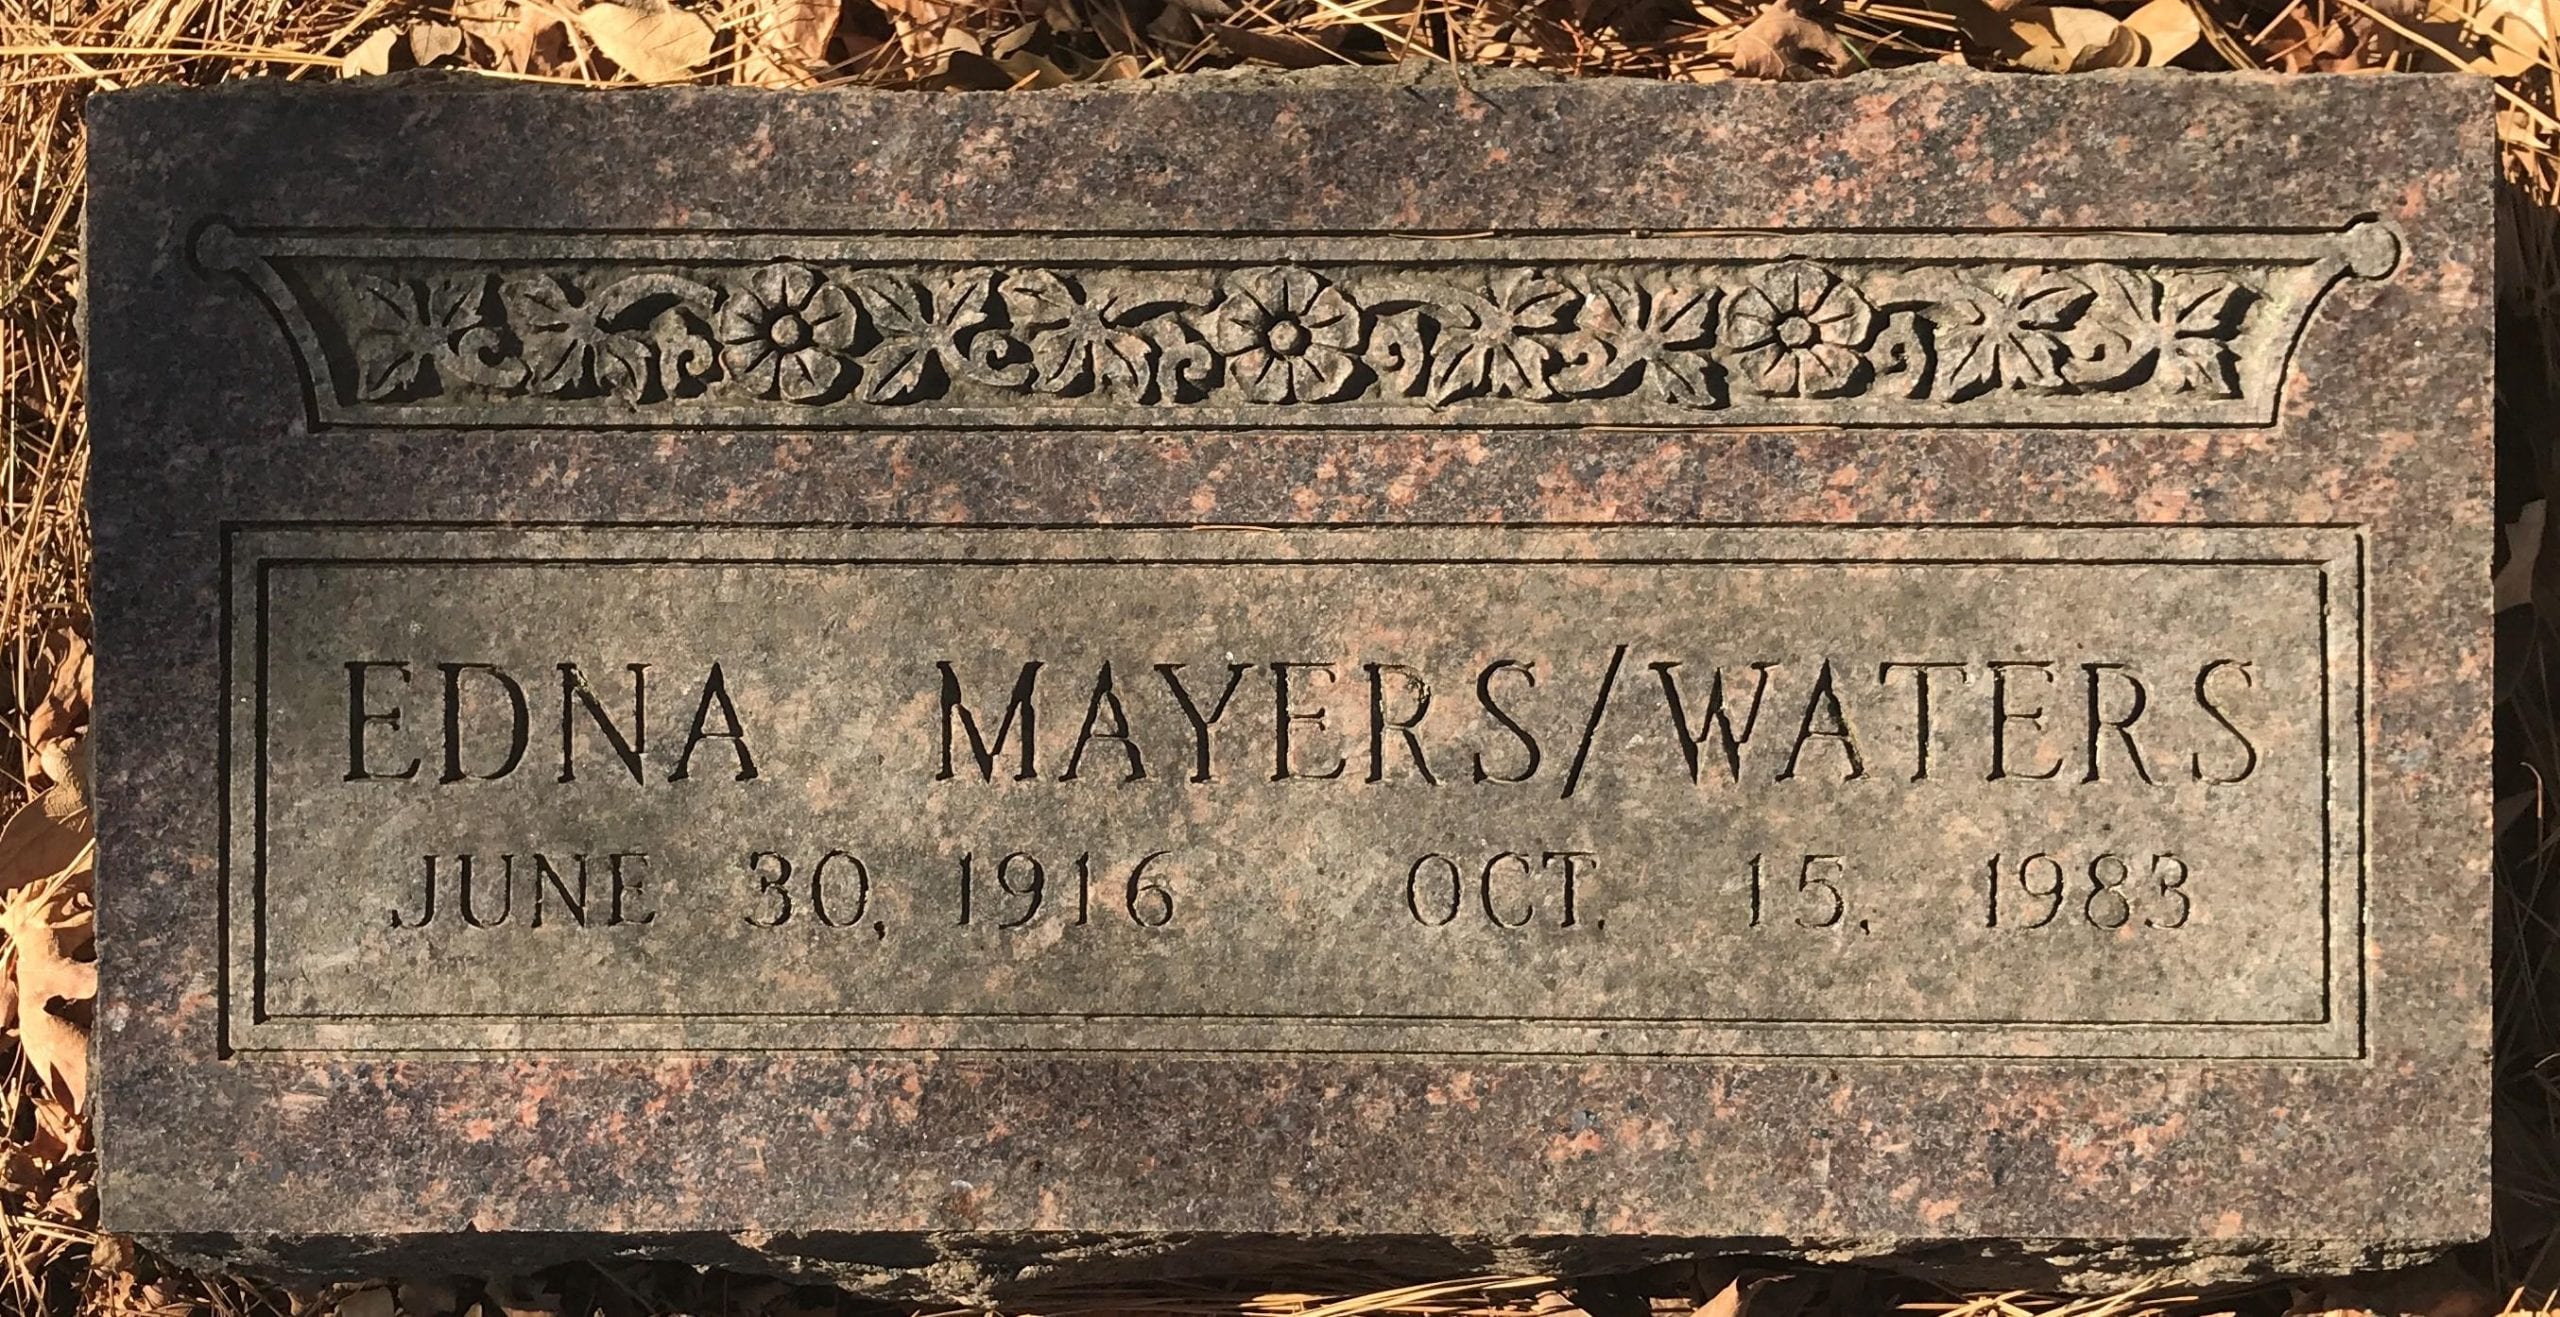 EDNA MAYERS/WATERS
JUNE 30, 1916 OCT. 15, 1983